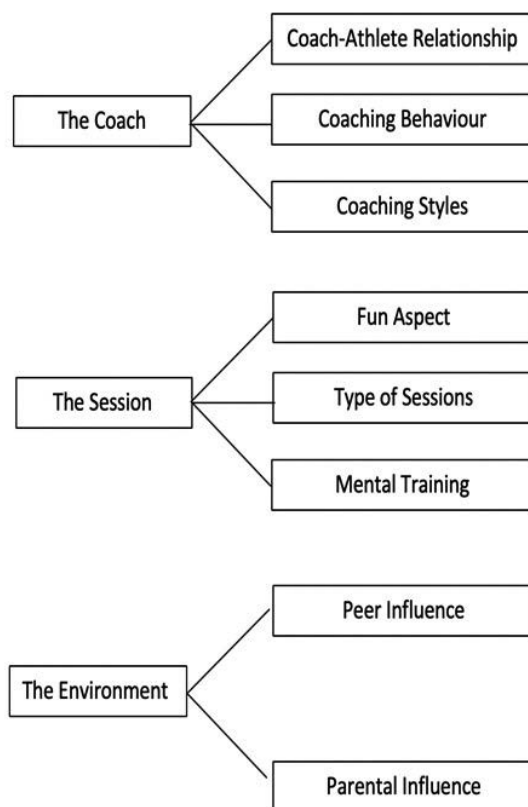 Coach-Athlete Relationship
The Coach
Coaching Behaviour
Coaching Styles
Fun Aspect
The Session
Type of Sessions
Mental Training
Peer Influence
The Environment
Parental Influence